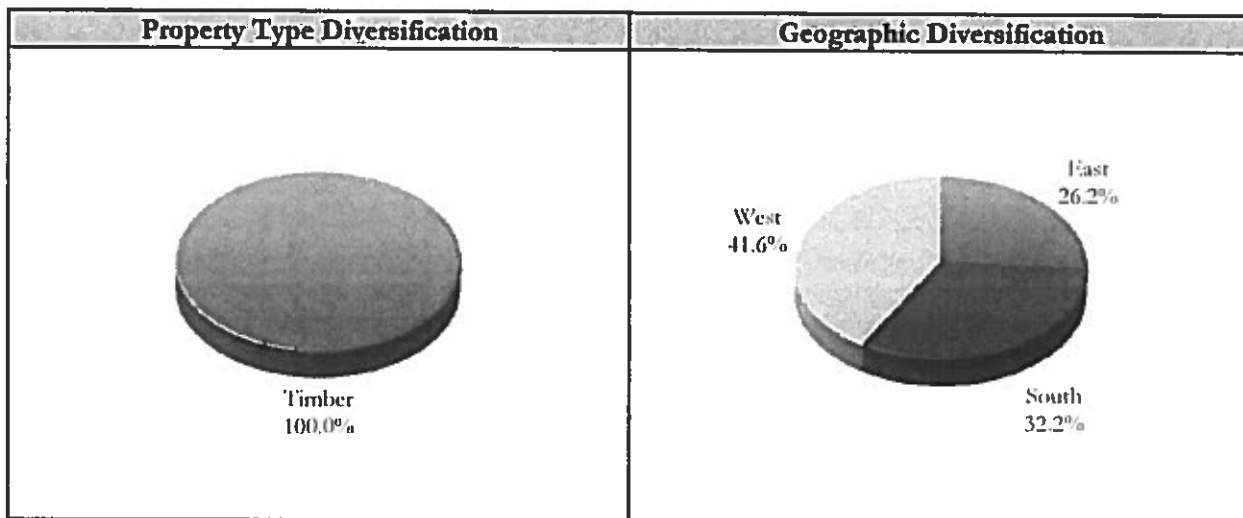 Property Type Diversification
Geographic Diversification
Timber
100.0%
East
26.2%
West
41.6%
South
32.2%